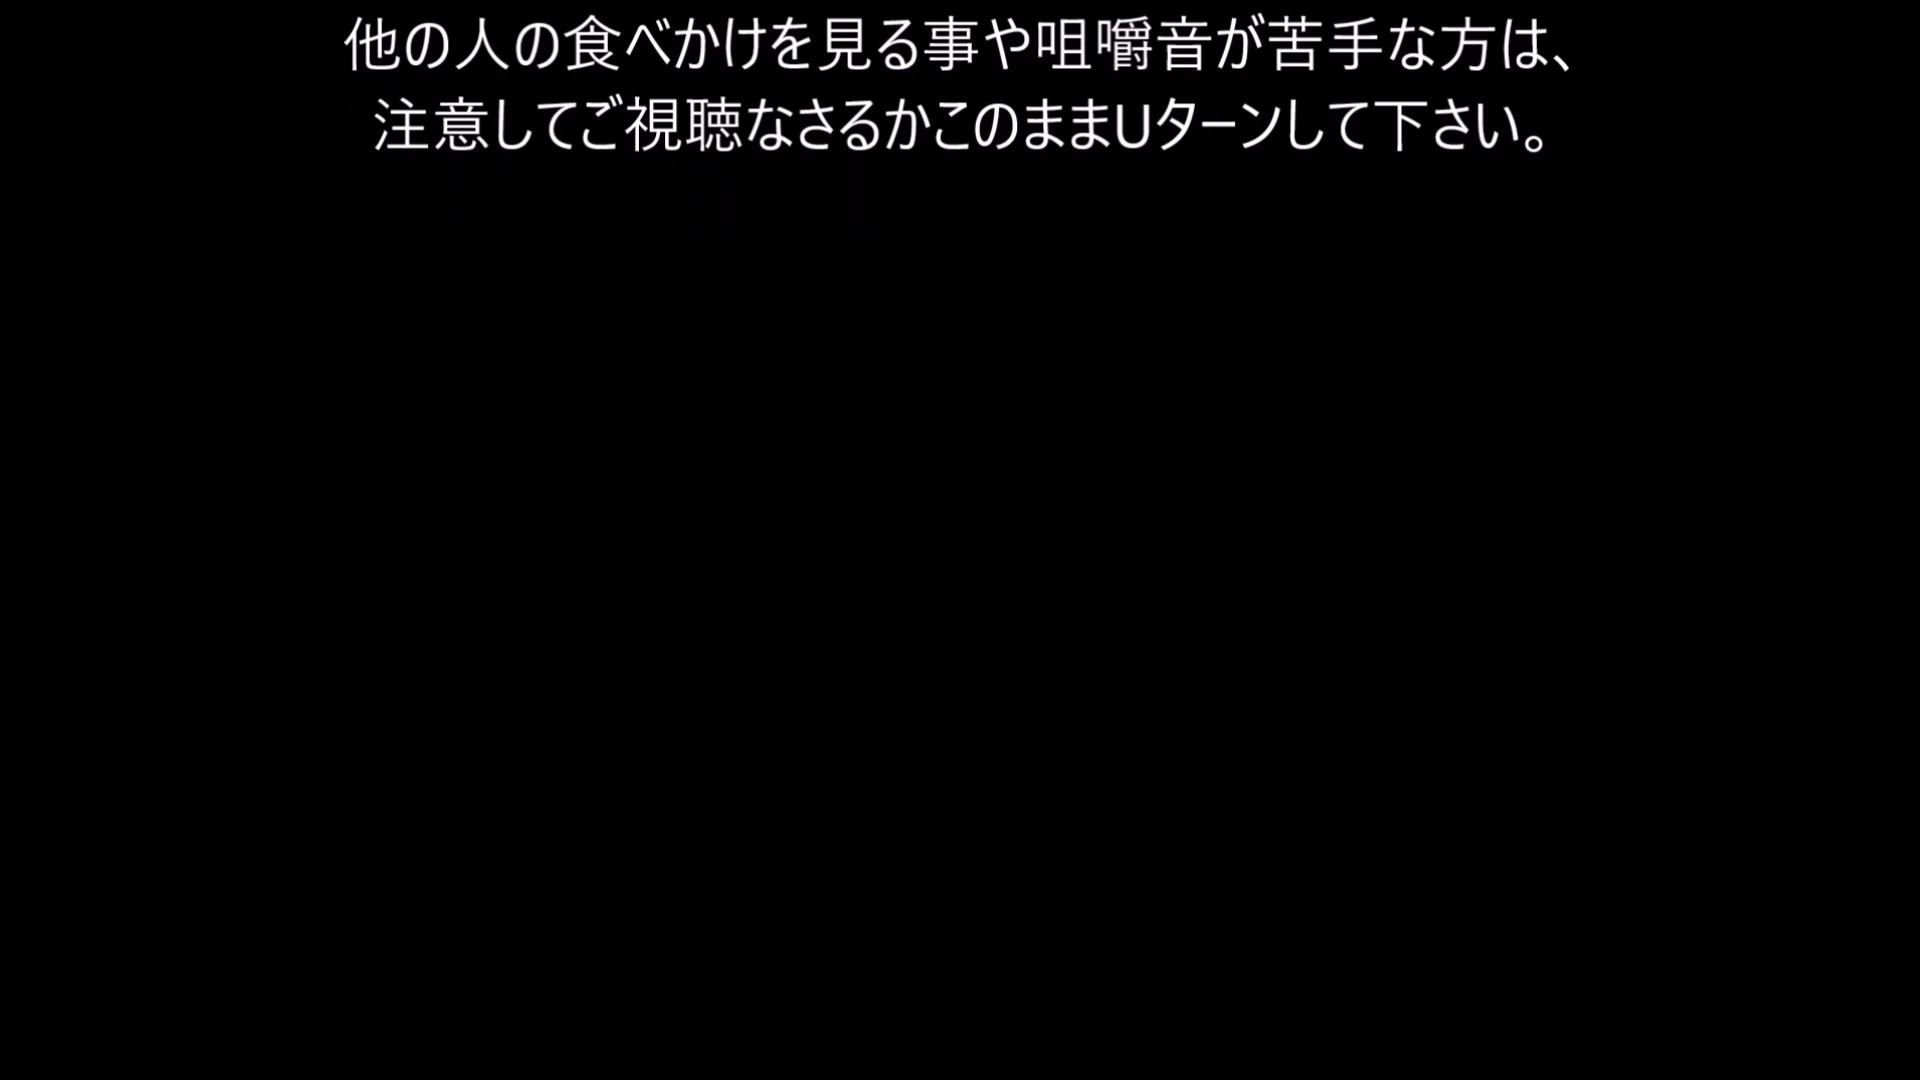 他の人の食べかけを見る事や咀嚼音が苦手な方は、
注意してご視聴なさるかこのままUターンして下さい。